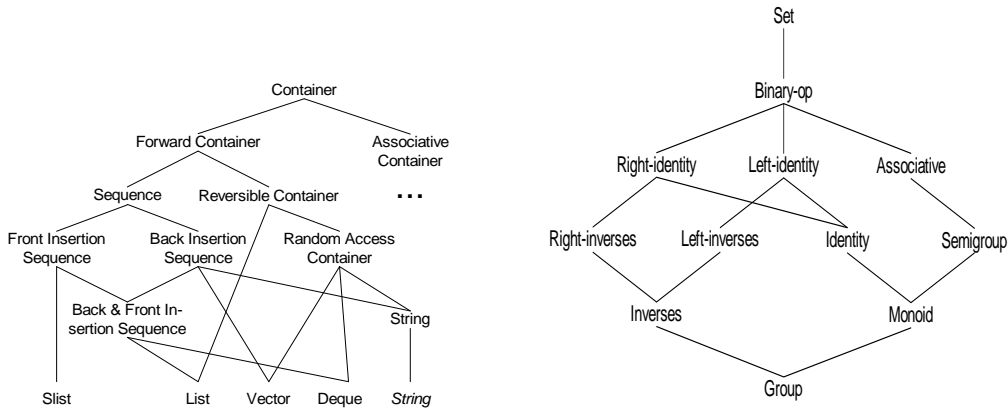 Container
Forward Container
Associative
Container
Sequence
Reversible Container
...
Front Insertion
Sequence
Back Insertion
Sequence
Random Access
Container
Back & Front In-
sertion Sequence
String
Slist
List
Vector
Deque
String
Set
Binary-op
Right-identity
Left-identity
Associative
Right-inverses
Left-inverses
Identity
Semigroup
Inverses
Monoid
Group